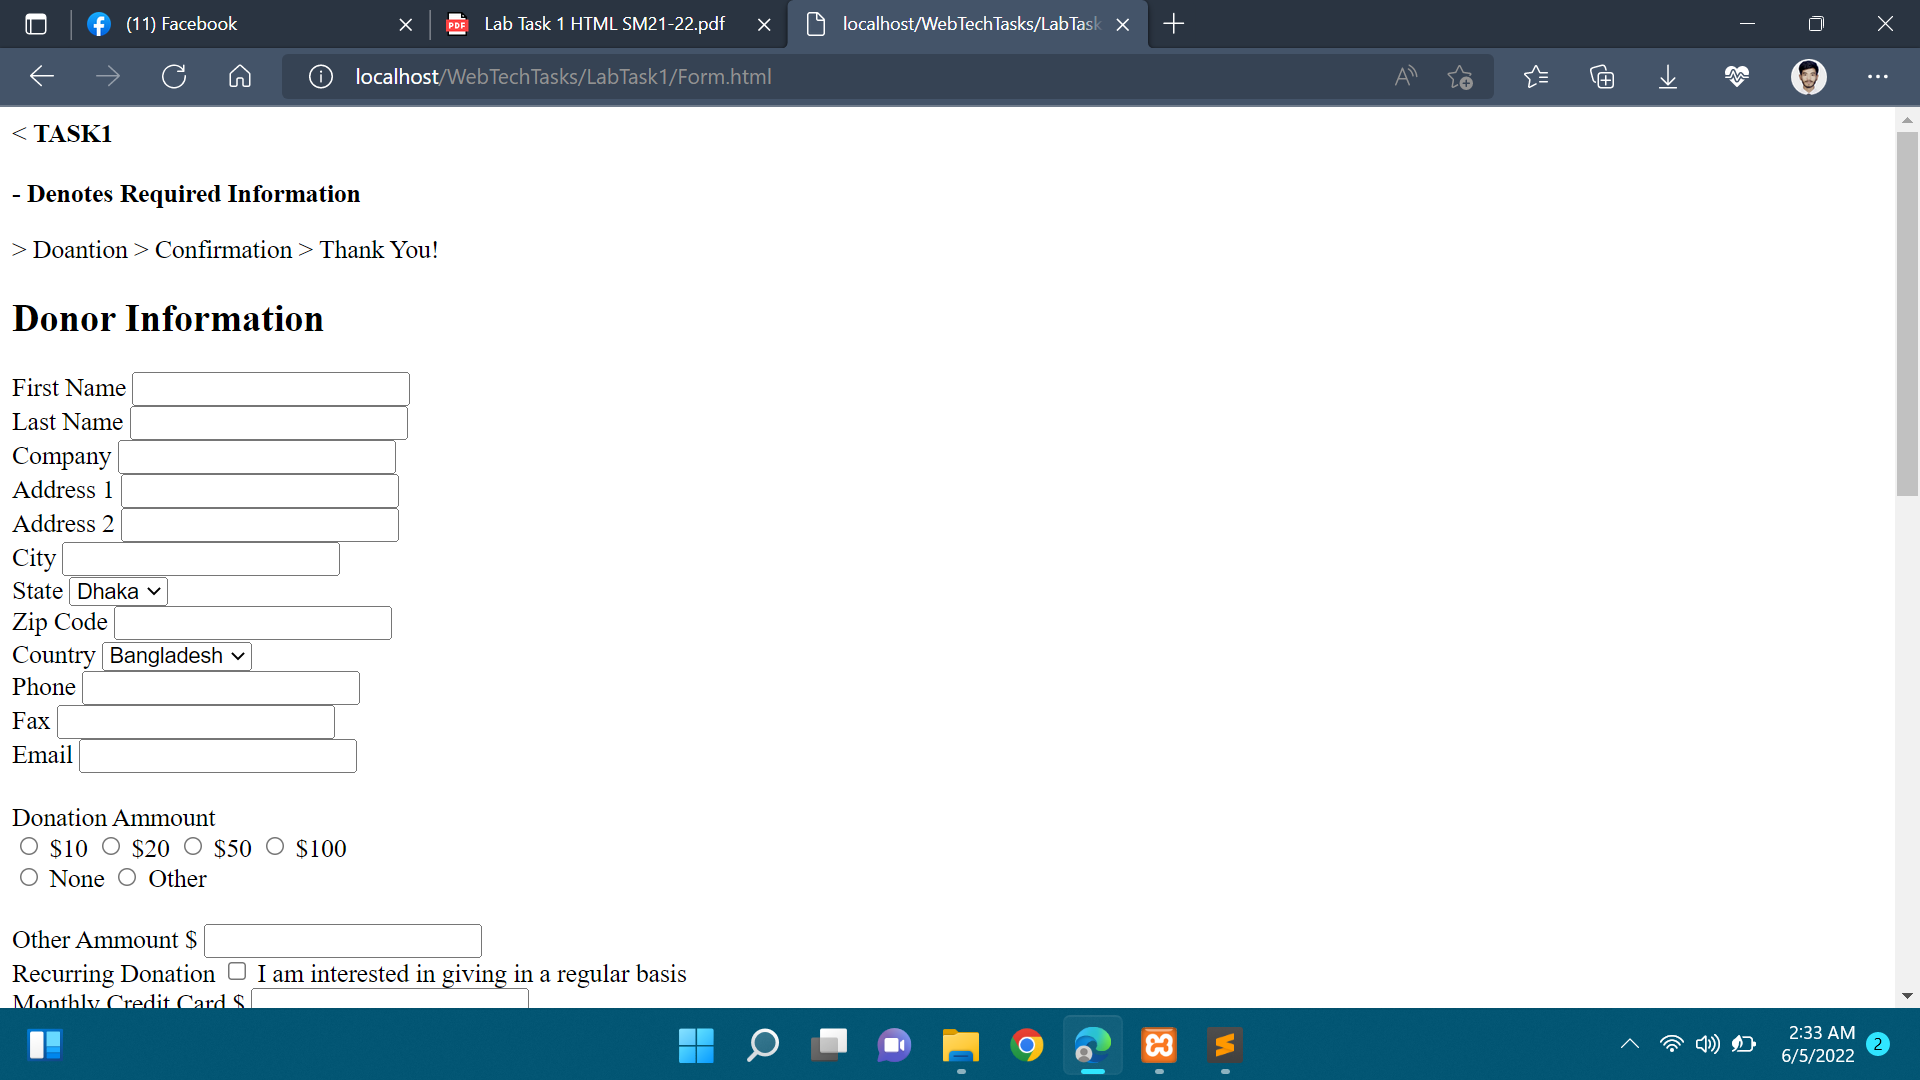 (11) Facebook
Lab Task 1 HTML SM21-22.pdf
localhost/WebTechTasks/LabTask
localhost/WebTechTasks/LabTask1/Form.html
< TASK1
- Denotes Required Information
> Doantion > Confirmation > Thank You!
Donor Information
First Name
Last Name
Company
Address 1
Address 2
City
State Dhaka
Zip Code
Country Bangladesh
Phone
Fax
Email
Donation Ammount
$10 $20 $50 $100
None Other
Other Ammount $
Recurring Donation I am interested in giving in a regular basis
Monthly Credit Card $
2:33 AM
6/5/2022
2